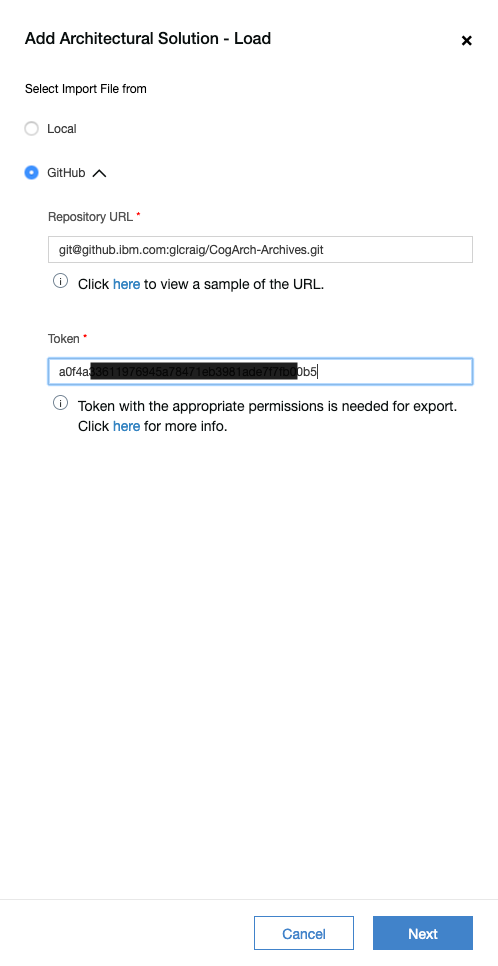 Add Architectural Solution - Load
Select Import File from
Local
GitHub
Repository URL *
git@github.ibm.com:glcraig/CogArch-Archives.git
Click here to view a sample of the URL.
Token *
a0f4a 0b5
Token with the appropriate permissions is needed for export.
Click here for more info.
Cancel Next